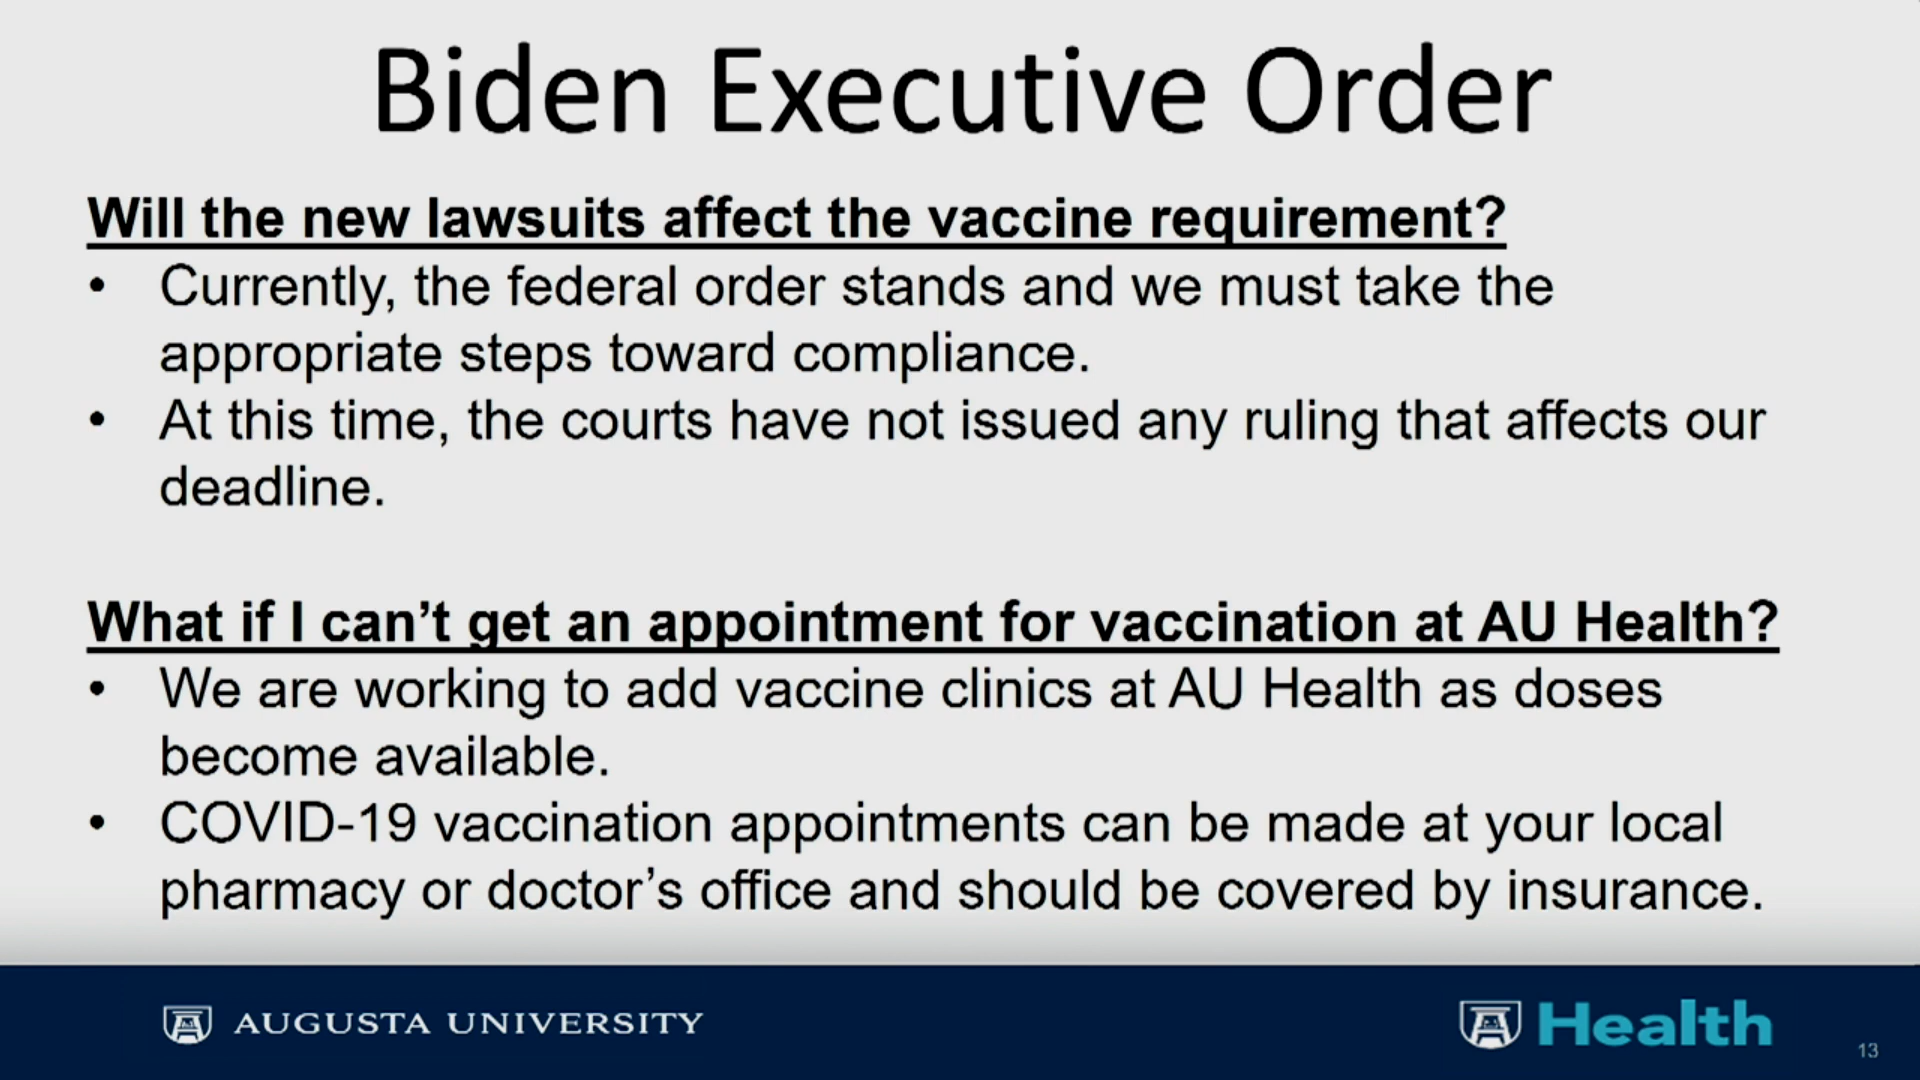 Biden Executive Order
Will the new lawsuits affect the vaccine requirement?
• Currently, the federal order stands and we must take the
appropriate steps toward compliance.
• At this time, the courts have not issued any ruling that affects our
deadline.
What if I can’t get an appointment for vaccination at AU Health?
• We are working to add vaccine clinics at AU Health as doses
become available.
• COVID-19 vaccination appointments can be made at your local
pharmacy or doctor’s office and should be covered by insurance.
AUGUSTA UNIVERSITY
Health
13